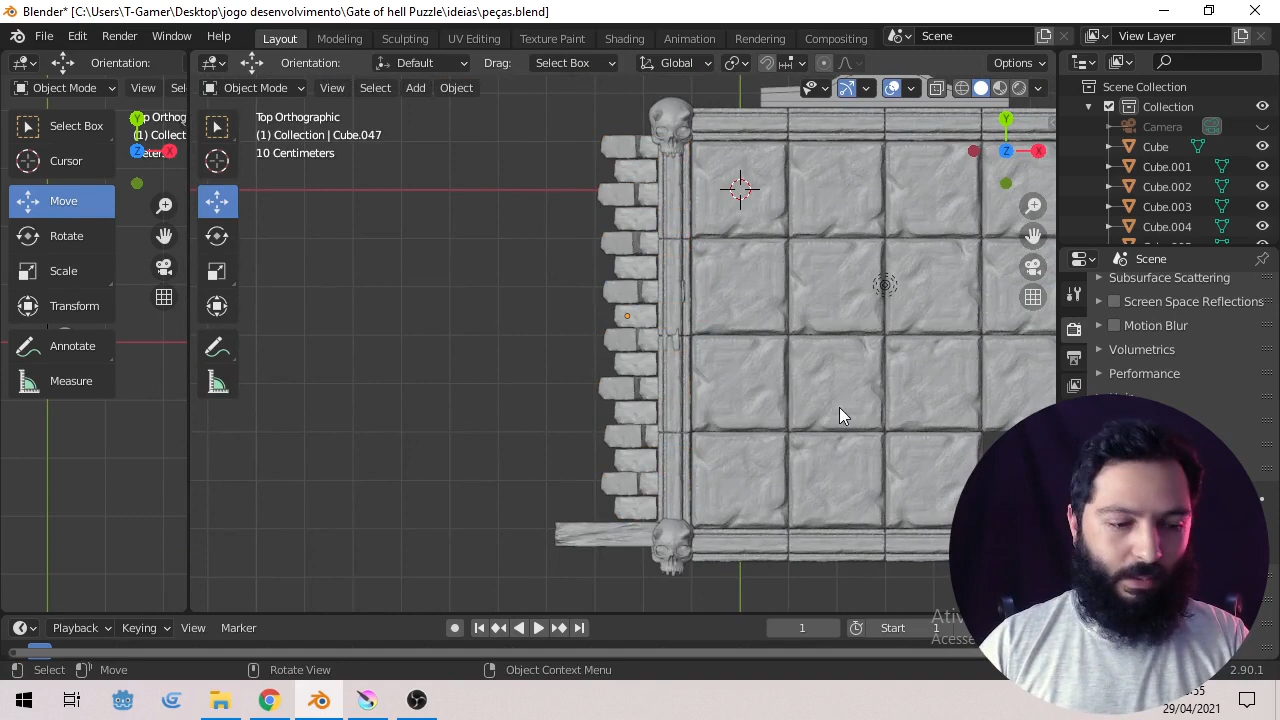 Blender* [C:\Users\T-Gamer\Desktop\jogo desenvolvimento\Gate of hell Puzzle\ideias\peças.blend]
File Edit Render Window Help Layout Modeling Sculpting UV Editing Texture Paint Shading Animation Rendering Compositing Scene View Layer
Orientation: Orientation: Default Drag: Select Box Global Options
Object Mode View Sel Object Mode View Select Add Object
Scene Collection
Collection
Camera
Cube
Cube.001
Cube.002
Cube.003
Cube.004
Top Orthog
(1) Collect
Select Box
Cursor
Move
Rotate
Scale
Transform
Annotate
Measure
Top Orthographic
(1) Collection | Cube.047
10 Centimeters
Y
Z
X
Y
Z
X
Scene
Subsurface Scattering
Screen Space Reflections
Motion Blur
Volumetrics
Performance
Playback Keying View Marker 1 Start 1
Select Move Rotate View Object Context Menu 2.90.1
29/04/2021